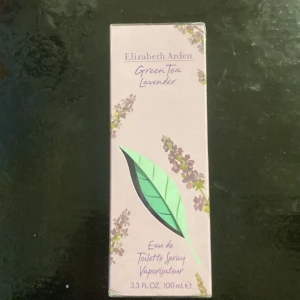 Elizabeth Arden
Green Tea
Lavender
Eau de
Toilette Spray
Vaporisateur
3.3 FL.OZ. 100 mL ℮